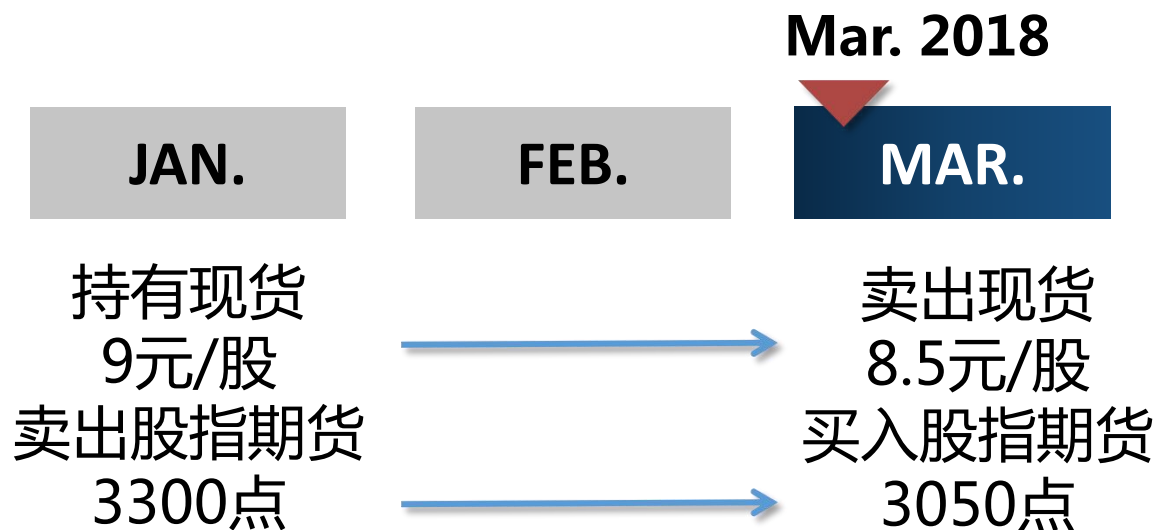 Mar. 2018
JAN.
FEB.
MAR.
持有现货
9元/股
卖出股指期货
3300点
卖出现货
8.5元/股
买入股指期货
3050点